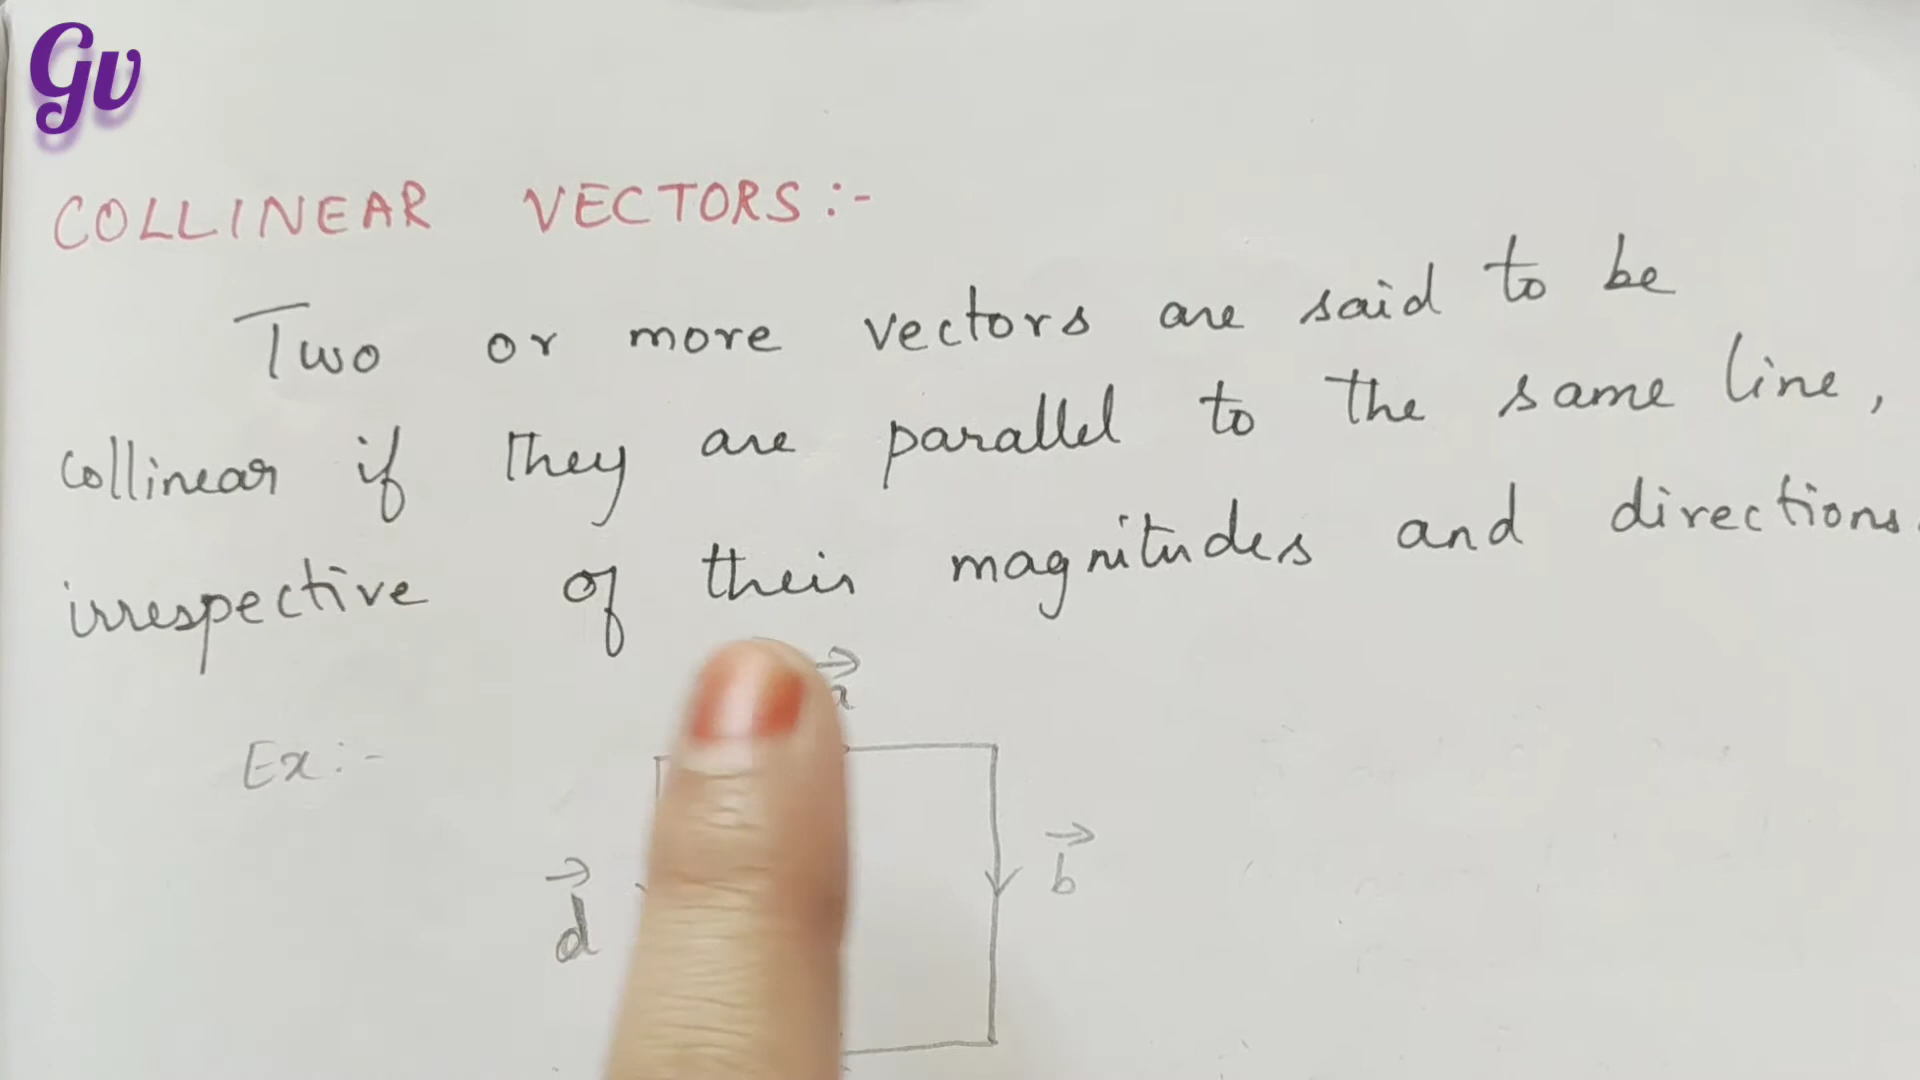 Gv
COLLINEAR VECTORS:-
Two or more vectors are said to be
collinear if they are parallel to the same line,
irrespective of their magnitudes and directions.
a
Ex:-
b
d